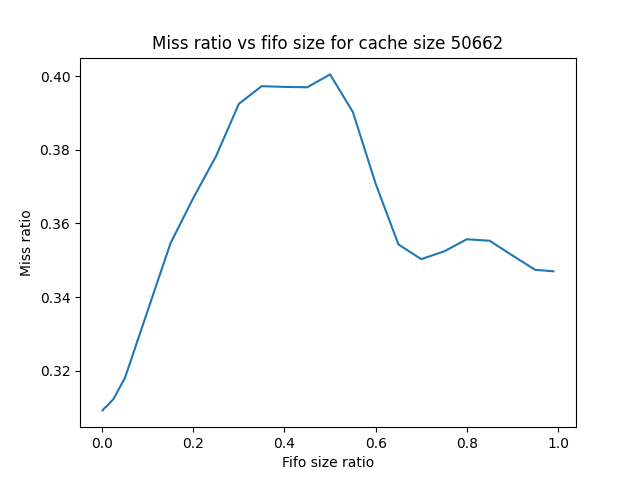 Miss ratio vs fifo size for cache size 50662
0.40
0.38
0.36
0.34
0.32
Miss ratio
0.0 0.2 0.4 0.6 0.8 1.0
Fifo size ratio